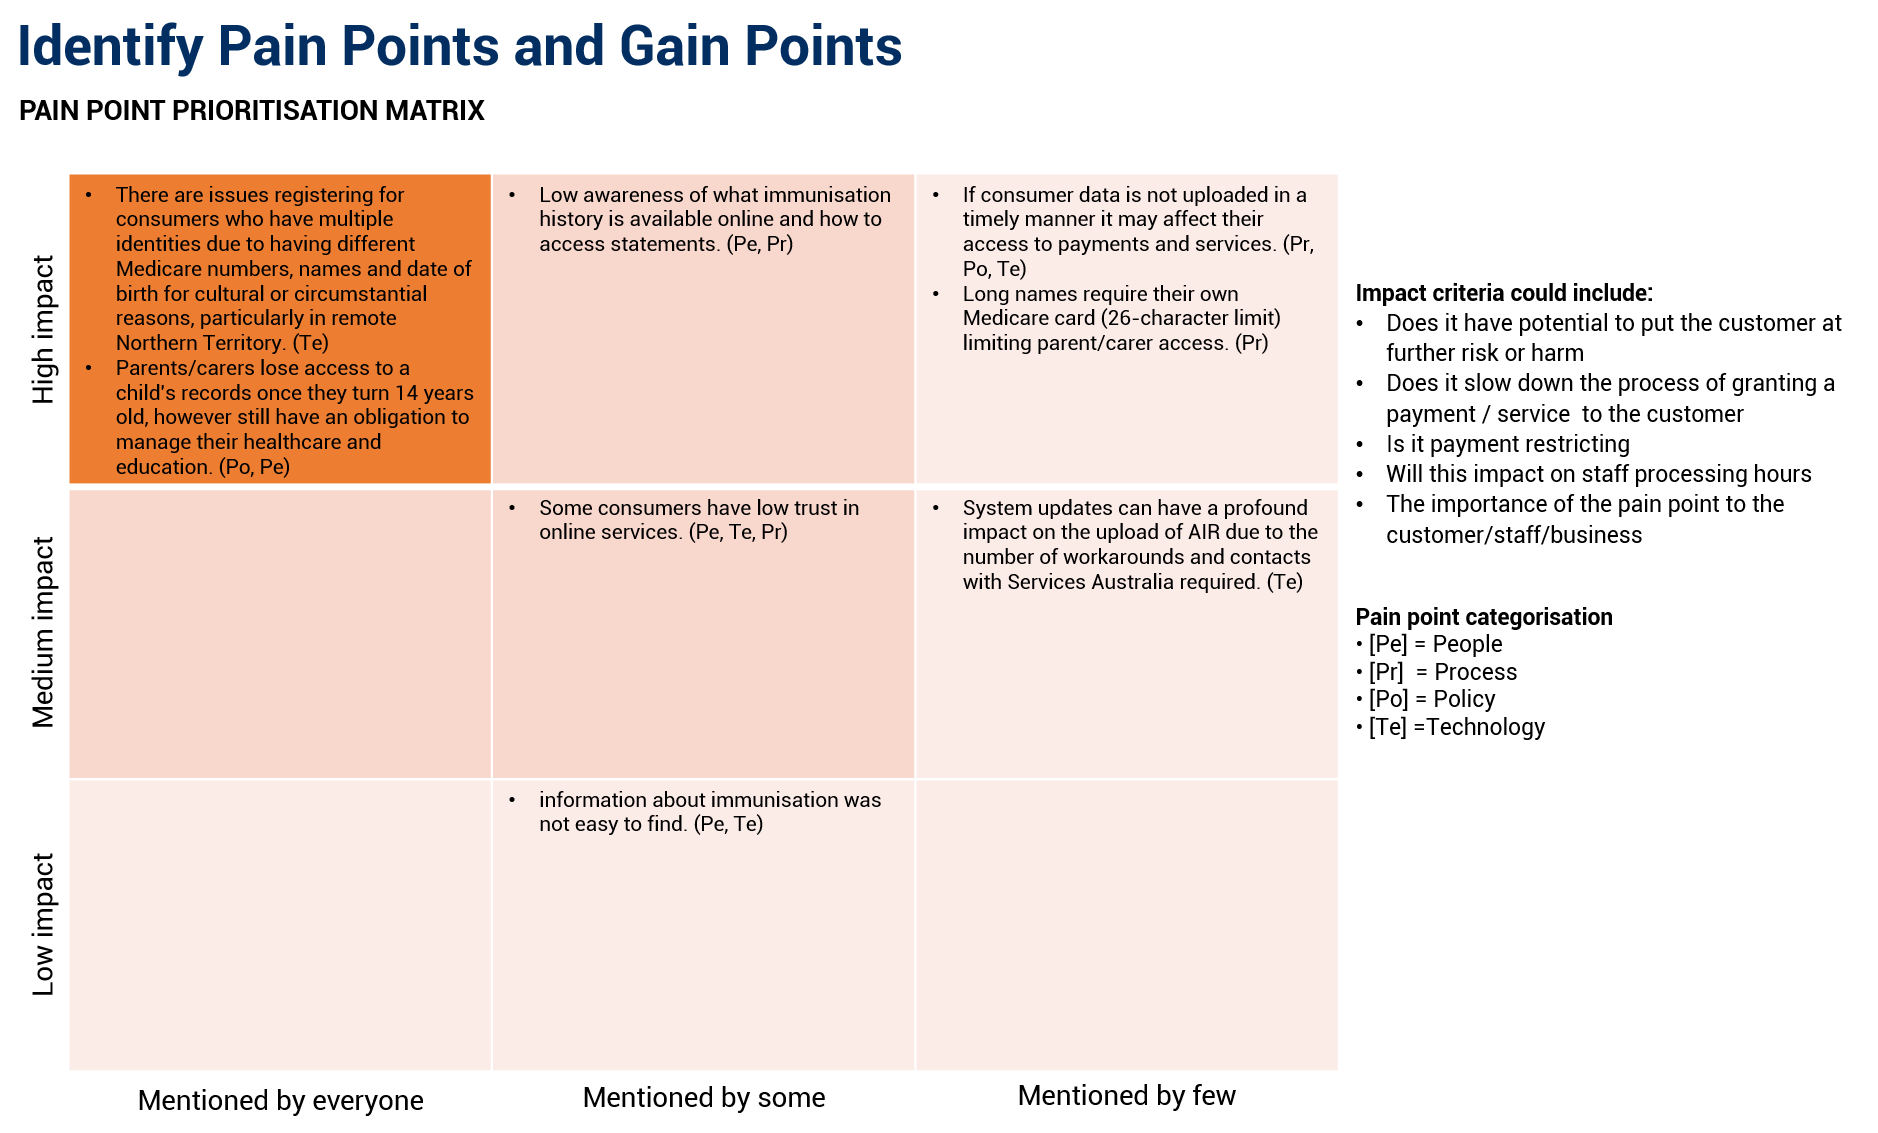 Identify Pain Points and Gain Points
PAIN POINT PRIORITISATION MATRIX
High impact
• There are issues registering for
consumers who have multiple
identities due to having different
Medicare numbers, names and date of
birth for cultural or circumstantial
reasons, particularly in remote
Northern Territory. (Te)
• Parents/carers lose access to a
child's records once they turn 14 years
old, however still have an obligation to
manage their healthcare and
education. (Po, Pe)
• Low awareness of what immunisation
history is available online and how to
access statements. (Pe, Pr)
• If consumer data is not uploaded in a
timely manner it may affect their
access to payments and services. (Pr,
Po, Te)
• Long names require their own
Medicare card (26-character limit)
limiting parent/carer access. (Pr)
Medium impact
• Some consumers have low trust in
online services. (Pe, Te, Pr)
• System updates can have a profound
impact on the upload of AIR due to the
number of workarounds and contacts
with Services Australia required. (Te)
Low impact
• information about immunisation was
not easy to find. (Pe, Te)
Mentioned by everyone
Mentioned by some
Mentioned by few
Impact criteria could include:
• Does it have potential to put the customer at
further risk or harm
• Does it slow down the process of granting a
payment / service  to the customer
• Is it payment restricting
• Will this impact on staff processing hours
• The importance of the pain point to the
customer/staff/business
Pain point categorisation
• [Pe] = People
• [Pr]  = Process
• [Po] = Policy
• [Te] =Technology